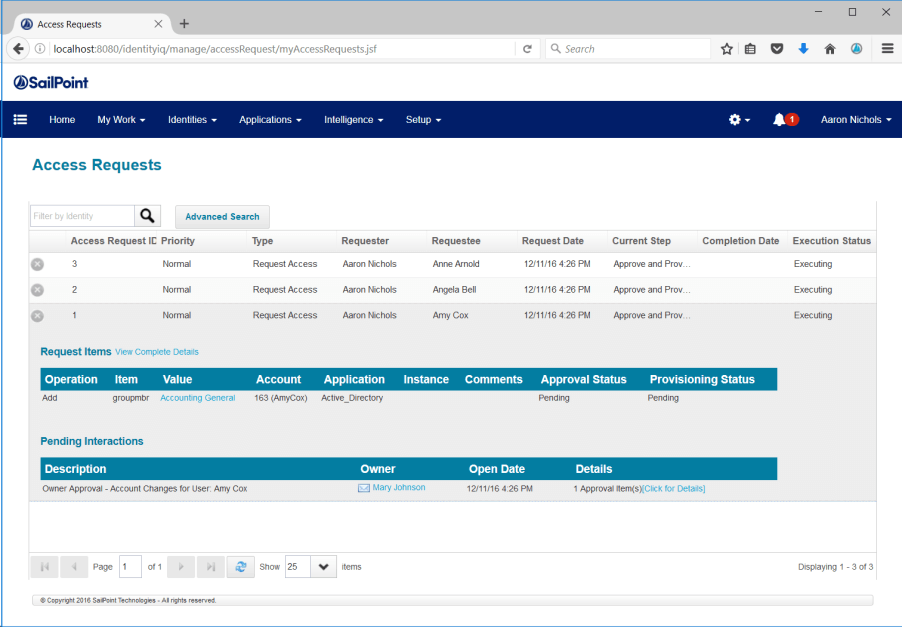 Access Requests
localhost:8080/identityiq/manage/accessRequest/myAccessRequests.jsf
Search
SailPoint
Home My Work Identities Applications Intelligence Setup 1 Aaron Nichols
Access Requests
Filter by Identity Advanced Search
Access Request ID Priority Type Requester Requestee Request Date Current Step Completion Date Execution Status
3 Normal Request Access Aaron Nichols Anne Arnold 12/11/16 4:26 PM Approve and Prov... Executing
2 Normal Request Access Aaron Nichols Angela Bell 12/11/16 4:26 PM Approve and Prov... Executing
1 Normal Request Access Aaron Nichols Amy Cox 12/11/16 4:26 PM Approve and Prov... Executing
Request Items View Complete Details
Operation Item Value Account Application Instance Comments Approval Status Provisioning Status
Add groupmbr Accounting General 163 (AmyCox) Active_Directory Pending Pending
Pending Interactions
Description Owner Open Date Details
Owner Approval - Account Changes for User: Amy Cox Mary Johnson 12/11/16 4:26 PM 1 Approval Item(s)[Click for Details]
Page 1 of 1 Show 25 items Displaying 1 - 3 of 3
© Copyright 2016 SailPoint Technologies - All rights reserved.